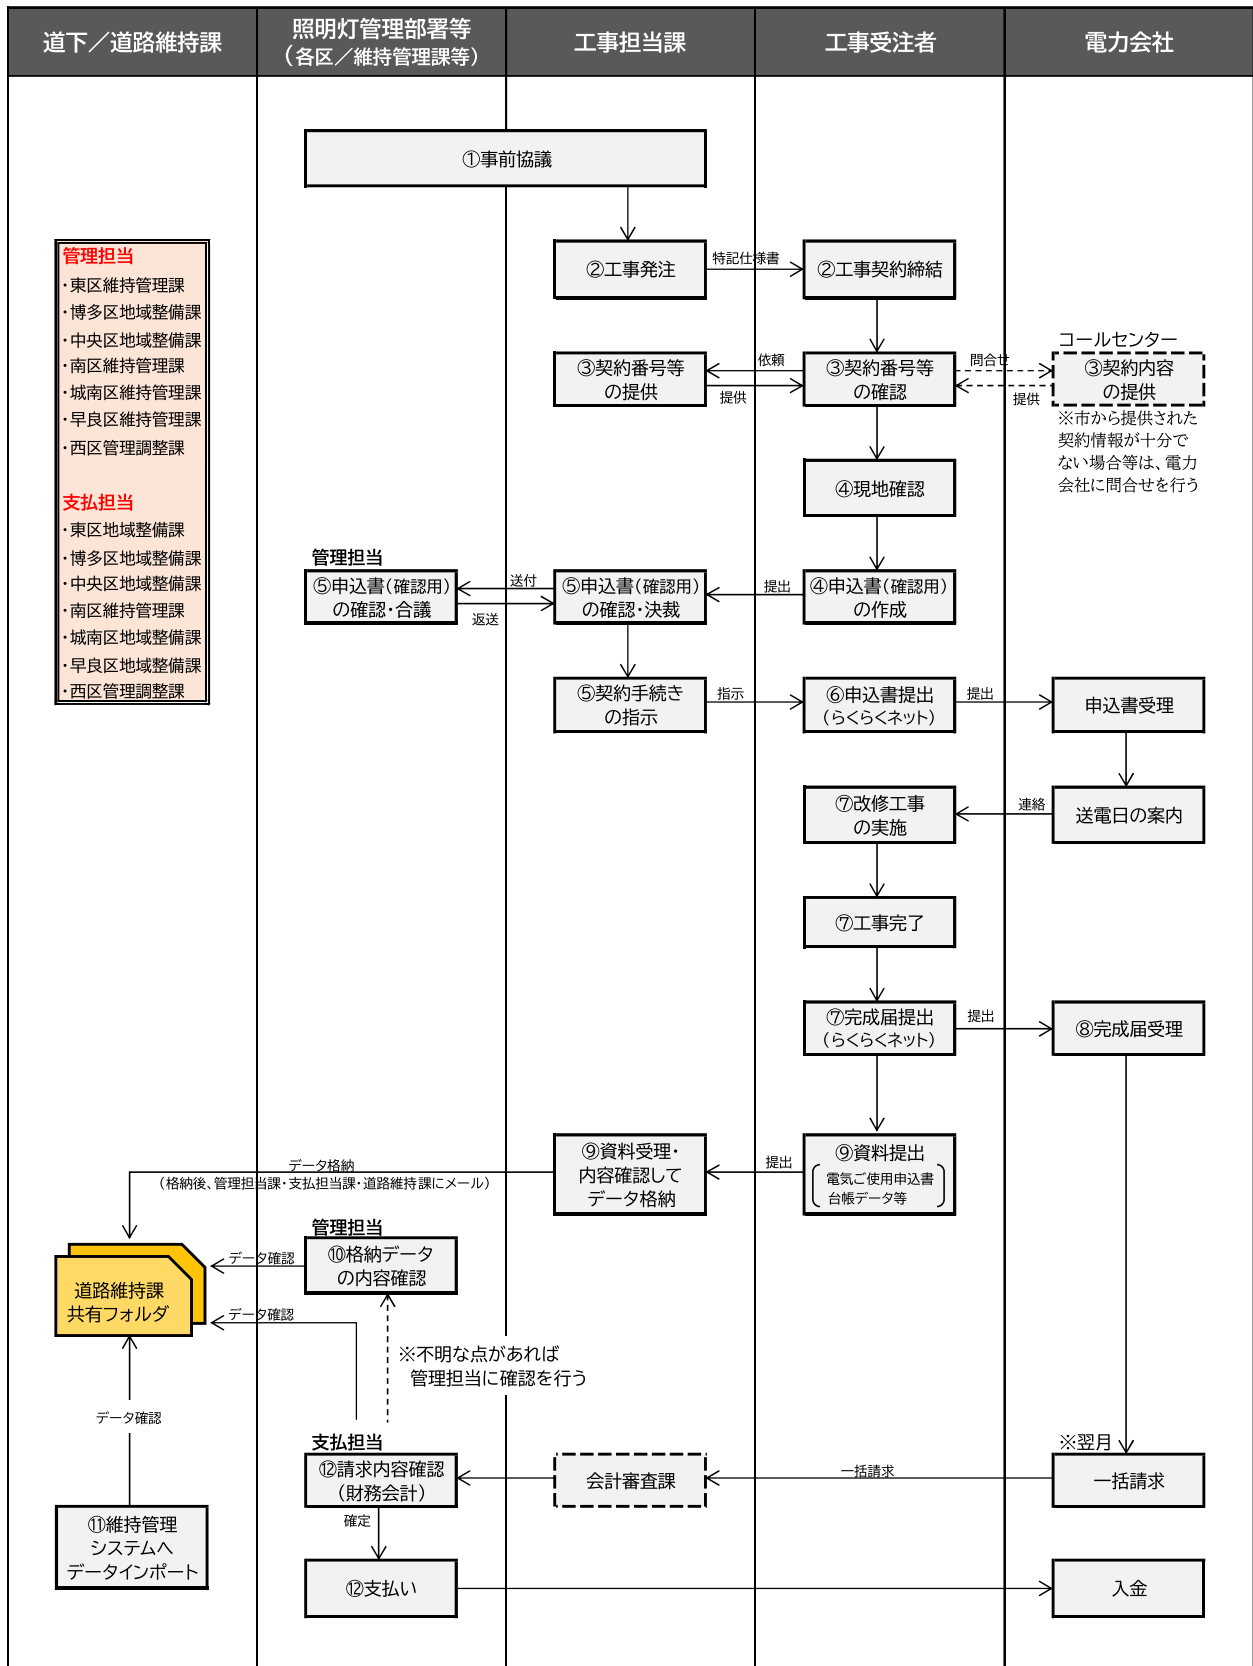 道下／道路維持課
照明灯管理部署等
（各区／維持管理課等）
工事担当課
工事受注者
電力会社
①事前協議
管理担当
・東区維持管理課
・博多区地域整備課
・中央区地域整備課
・南区維持管理課
・城南区維持管理課
・早良区維持管理課
・西区管理調整課
支払担当
・東区地域整備課
・博多区地域整備課
・中央区地域整備課
・南区維持管理課
・城南区地域整備課
・早良区地域整備課
・西区管理調整課
②工事発注
特記仕様書
②工事契約締結
③契約番号等
の提供
依頼
提供
③契約番号等
の確認
問合せ
提供
コールセンター
③契約内容
の提供
※市から提供された
契約情報が十分で
ない場合等は、電力
会社に問合せを行う
④現地確認
管理担当
⑤申込書（確認用）
の確認・合議
送付
返送
⑤申込書（確認用）
の確認・決裁
提出
④申込書（確認用）
の作成
⑤契約手続き
の指示
指示
⑥申込書提出
（らくらくネット）
提出
申込書受理
⑦改修工事
の実施
連絡
送電日の案内
⑦工事完了
⑦完成届提出
（らくらくネット）
提出
⑧完成届受理
データ格納
（格納後、管理担当課・支払担当課・道路維持課にメール）
⑨資料受理・
内容確認して
データ格納
提出
⑨資料提出
電気ご使用申込書
台帳データ等
管理担当
⑩格納データ
の内容確認
データ確認
道路維持課
共有フォルダ
データ確認
※不明な点があれば
管理担当に確認を行う
データ確認
支払担当
⑫請求内容確認
（財務会計）
会計審査課
一括請求
※翌月
一括請求
⑪維持管理
システムへ
データインポート
確定
⑫支払い
入金